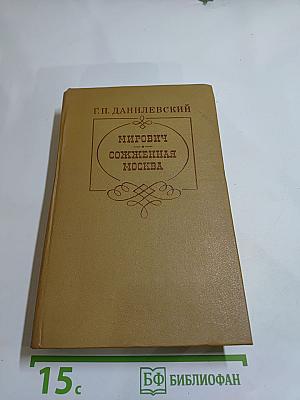 Г.П. ДАНИЛЕВСКИЙ
МИРОВИЧ
СОЖЖЕННАЯ
МОСКВА
15с
БФ БИБЛИОФАН